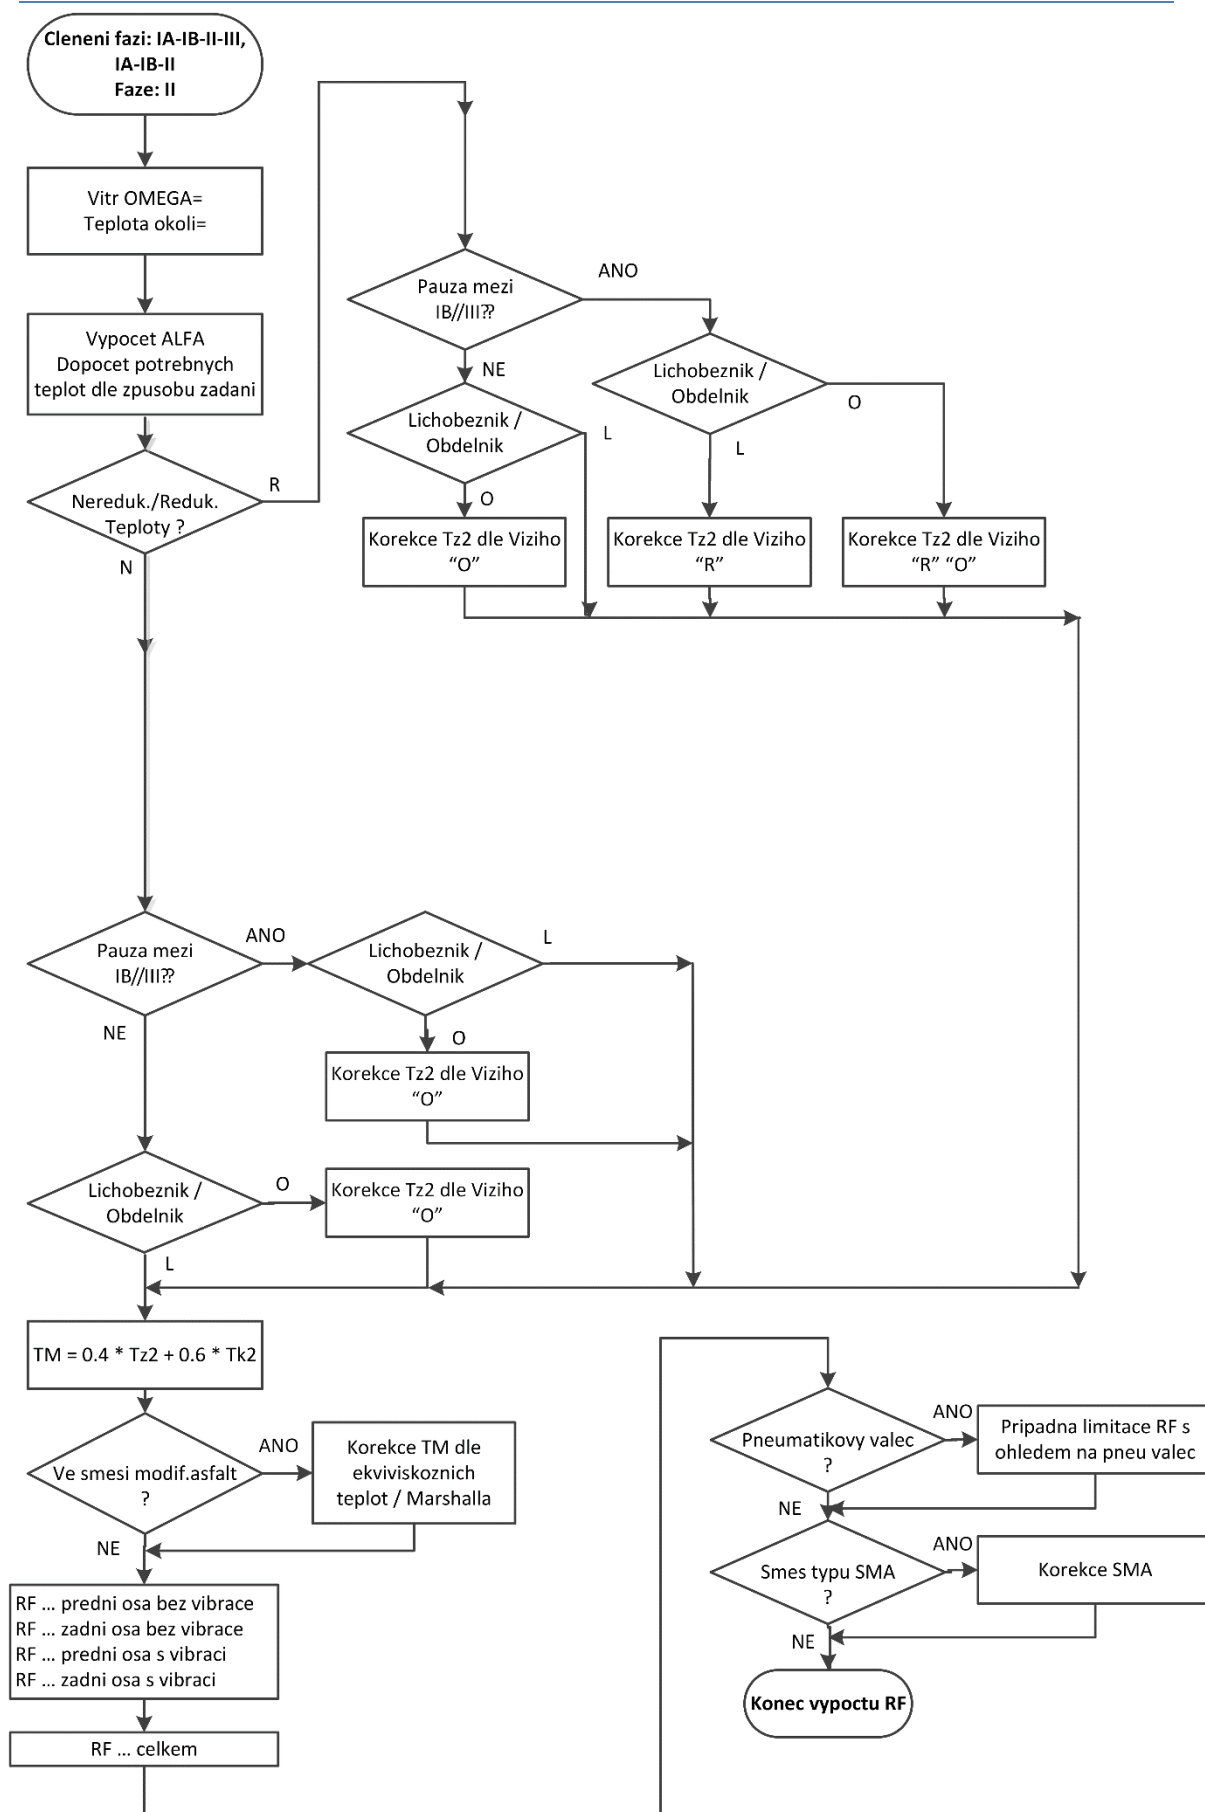 Cleneni fazi: IA-IB-II-III,
IA-IB-II
Faze: II
Vitr OMEGA=
Teplota okoli=
Vypocet ALFA
Dopocet potrebnych
teplot dle zpusobu zadani
Nereduk./Reduk.
Teploty ?
R
N
Pauza mezi
IB//III??
ANO
NE
Lichobeznik /
Obdelnik
L
O
Lichobeznik /
Obdelnik
O
L
Korekce Tz2 dle Viziho
“O”
Korekce Tz2 dle Viziho
“R”
Korekce Tz2 dle Viziho
“R” “O”
Pauza mezi
IB//III??
ANO
NE
Lichobeznik /
Obdelnik
L
O
Korekce Tz2 dle Viziho
“O”
Lichobeznik /
Obdelnik
O
L
Korekce Tz2 dle Viziho
“O”
TM = 0.4 * Tz2 + 0.6 * Tk2
Ve smesi modif.asfalt
?
ANO
NE
Korekce TM dle
ekviviskoznich
teplot / Marshalla
RF ... predni osa bez vibrace
RF ... zadni osa bez vibrace
RF ... predni osa s vibraci
RF ... zadni osa s vibraci
RF ... celkem
Pneumatikovy valec
?
ANO
NE
Pripadna limitace RF s
ohledem na pneu valec
Smes typu SMA
?
ANO
NE
Korekce SMA
Konec vypoctu RF